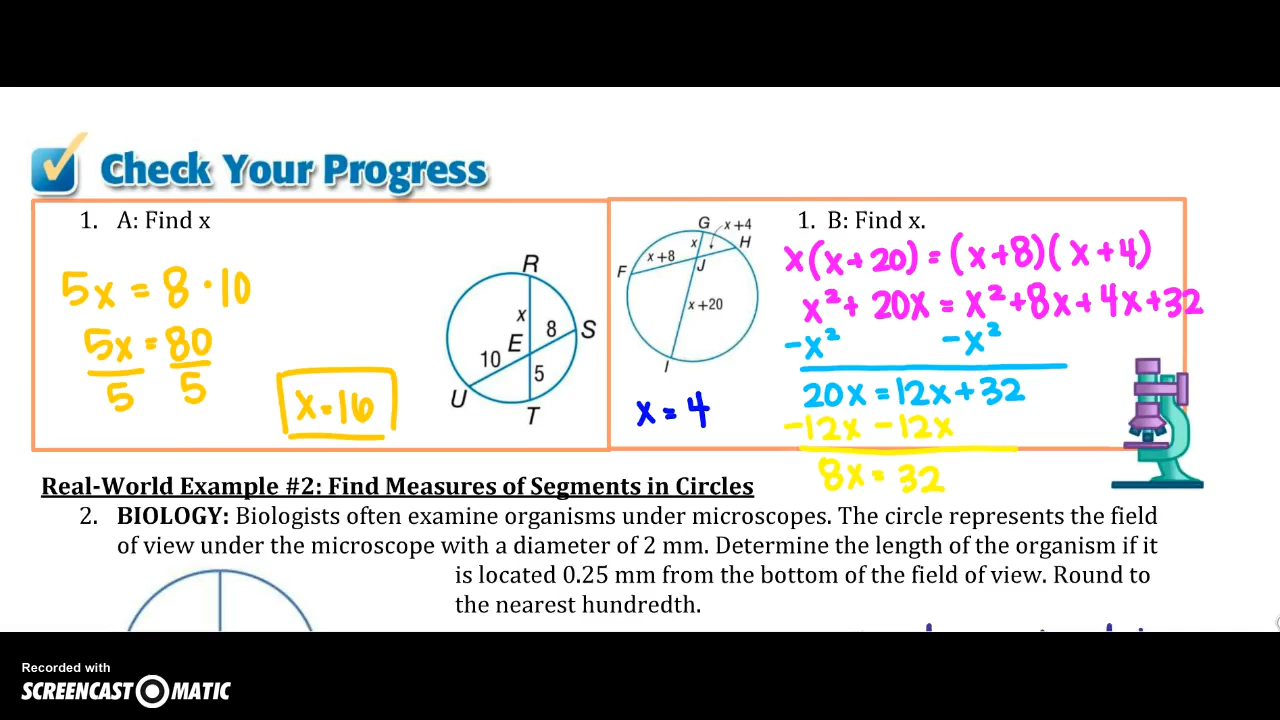 Check Your Progress
1. A: Find x
5x = 8 · 10
5x = 80
5 5
x = 16
R
x
8
S
E
10
5
U
T
G
x+4
x
H
x+8
J
F
x+20
I
x = 4
1. B: Find x.
x(x+20) = (x+8)(x+4)
x²+ 20x = x²+8x+4x+32
-x² -x²
20x = 12x+32
-12x -12x
8x = 32
Real-World Example #2: Find Measures of Segments in Circles
2. BIOLOGY: Biologists often examine organisms under microscopes. The circle represents the field
of view under the microscope with a diameter of 2 mm. Determine the length of the organism if it
is located 0.25 mm from the bottom of the field of view. Round to
the nearest hundredth.
Recorded with
SCREENCAST MATIC